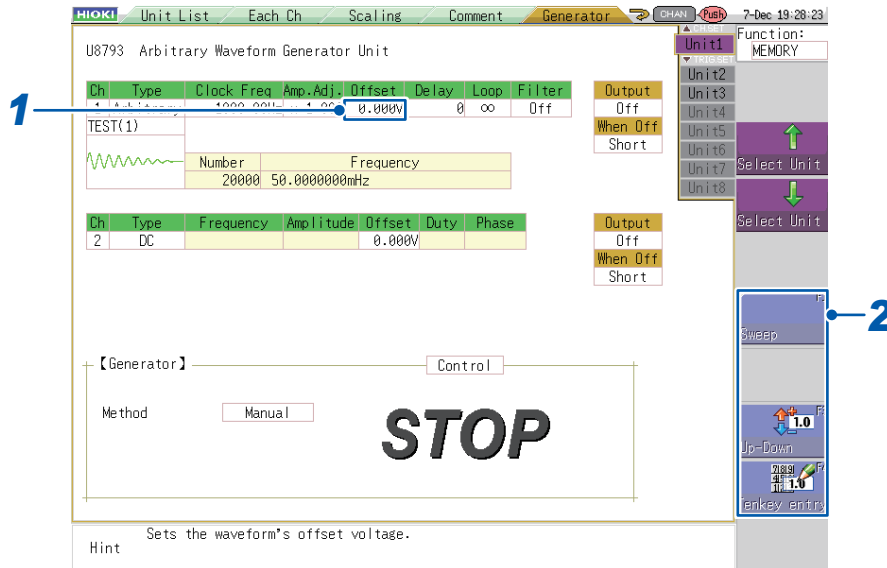 HIOKI Unit List Each Ch Scaling Comment Generator CHAN Push 7-Dec 19:28:23
Function:
MEMORY
Unit1
TRIG.SET
Unit2
Unit3
Unit4
Unit5
Unit6
Unit7
Unit8
Select Unit
Select Unit
U8793 Arbitrary Waveform Generator Unit
Ch Type Clock Freq Amp.Adj. Offset Delay Loop Filter
1 Arbitrary 0.000V 0 ∞ Off
TEST(1)
Number Frequency
20000 50.0000000mHz
Output
Off
When Off
Short
1
Ch Type Frequency Amplitude Offset Duty Phase
2 DC 0.000V
Output
Off
When Off
Short
Sweep
2
【Generator】 Control
Method Manual
STOP
1.0
Up-Down
1.0
Tenkey entry
Hint Sets the waveform's offset voltage.